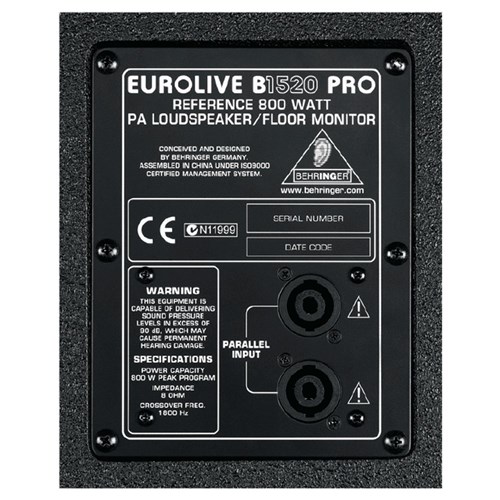 EUROLIVE B1520 PRO
REFERENCE 800 WATT
PA LOUDSPEAKER/FLOOR MONITOR
CONCEIVED AND DESIGNED
BY BEHRINGER GERMANY.
ASSEMBLED IN CHINA UNDER ISO9000
CERTIFIED MANAGEMENT SYSTEM.
BEHRINGER
www.behringer.com
CE
N11999
SERIAL NUMBER
DATE CODE
WARNING
THIS EQUIPMENT IS
CAPABLE OF DELIVERING
SOUND PRESSURE
LEVELS IN EXCESS OF
90 dB, WHICH MAY
CAUSE PERMANENT
HEARING DAMAGE.
SPECIFICATIONS
POWER CAPACITY
800 W PEAK PROGRAM
IMPEDANCE
8 OHM
CROSSOVER FREQ.
1800 Hz
PARALLEL
INPUT